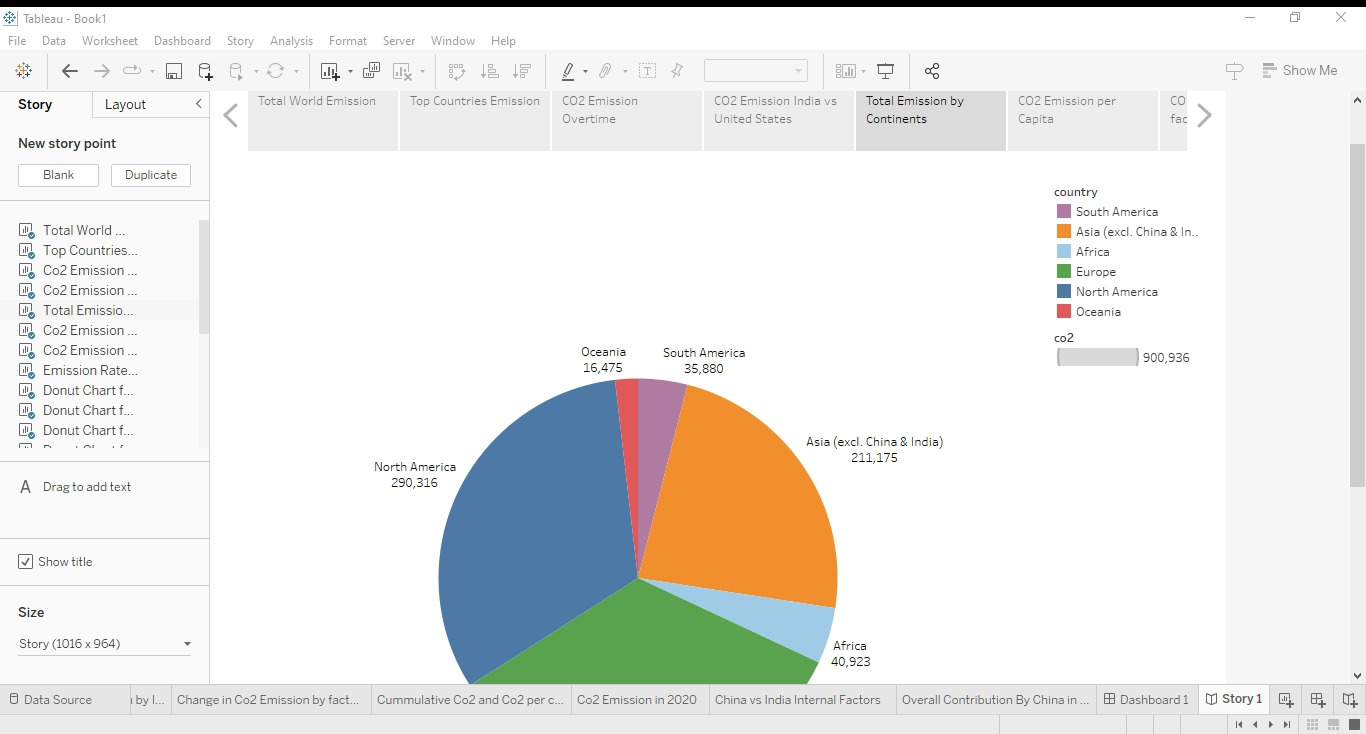 Tableau - Book1
File Data Worksheet Dashboard Story Analysis Format Server Window Help
Show Me
Story Layout
New story point
Blank Duplicate
Total World ...
Top Countries...
Co2 Emission ...
Co2 Emission ...
Total Emissio...
Co2 Emission ...
Co2 Emission ...
Emission Rate...
Donut Chart f...
Donut Chart f...
Donut Chart f...
A Drag to add text
Show title
Size
Story (1016 x 964)
Total World Emission
Top Countries Emission
CO2 Emission
Overtime
CO2 Emission India vs
United States
Total Emission by
Continents
CO2 Emission per
Capita
CO
fac
country
South America
Asia (excl. China & In..
Africa
Europe
North America
Oceania
co2
900,936
Oceania
16,475
South America
35,880
Asia (excl. China & India)
211,175
North America
290,316
Africa
40,923
Data Source
by I...
Change in Co2 Emission by fact...
Cummulative Co2 and Co2 per c...
Co2 Emission in 2020
China vs India Internal Factors
Overall Contribution By China in ...
Dashboard 1
Story 1